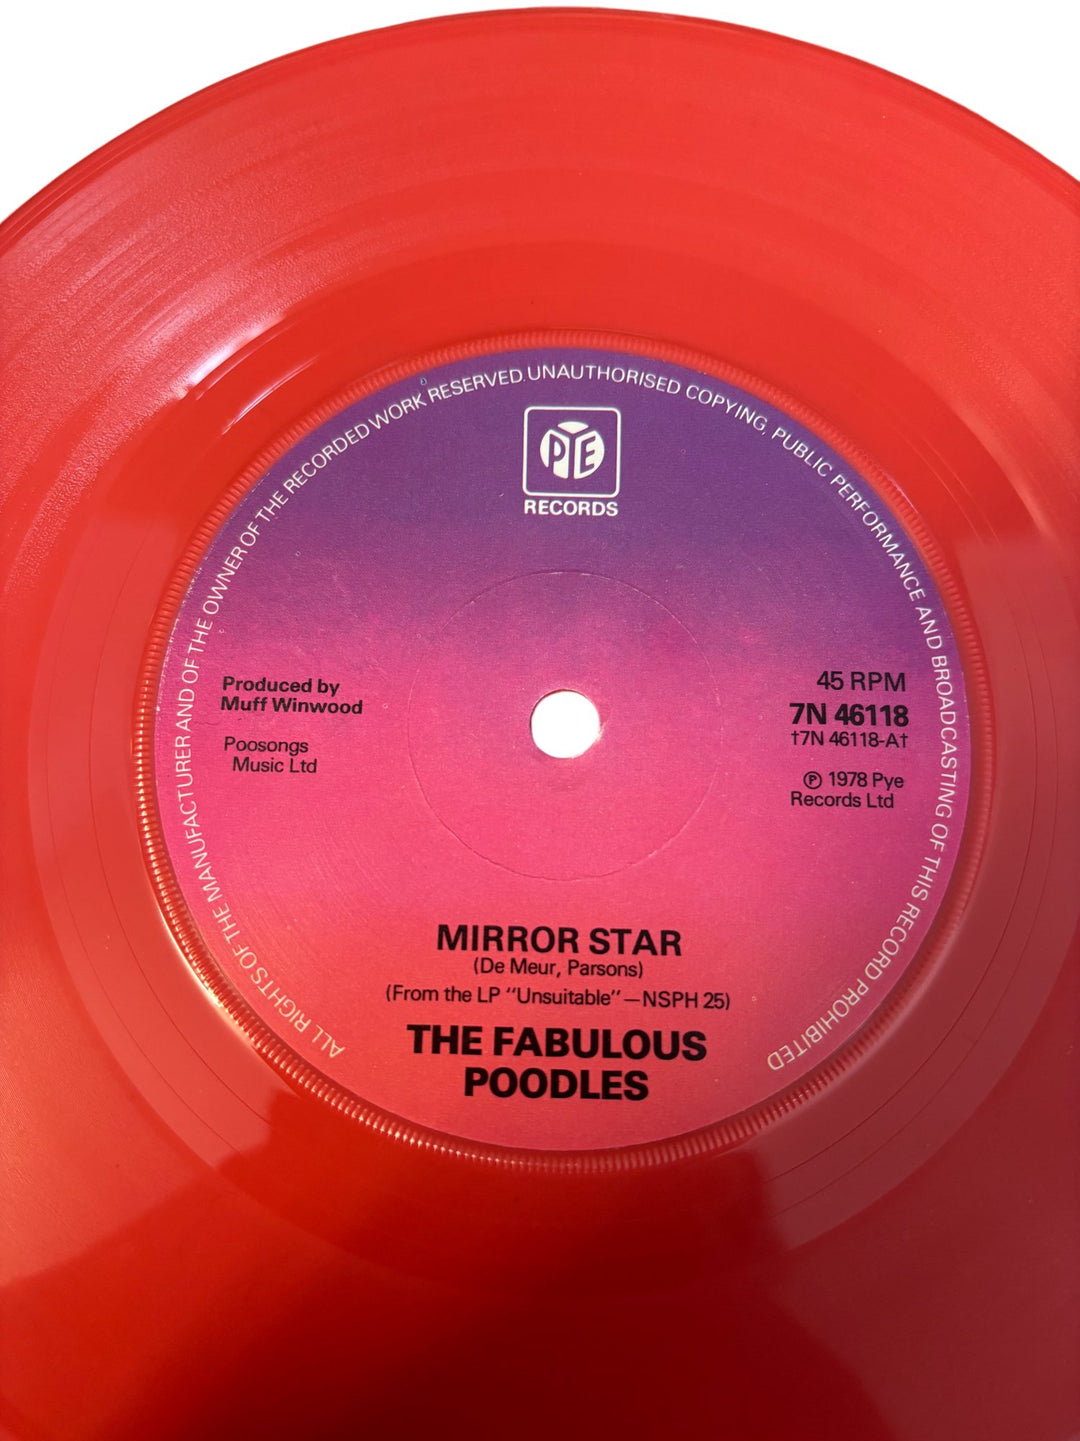 ALL RIGHTS OF THE MANUFACTURER AND OF THE OWNER OF THE RECORDED WORK RESERVED. UNAUTHORISED COPYING, PUBLIC PERFORMANCE AND BROADCASTING OF THIS RECORD PROHIBITED
PYE
RECORDS
Produced by
Muff Winwood
Poosongs
Music Ltd
45 RPM
7N 46118
†7N 46118-A†
Ⓟ 1978 Pye
Records Ltd
MIRROR STAR
(De Meur, Parsons)
(From the LP "Unsuitable"—NSPH 25)
THE FABULOUS
POODLES